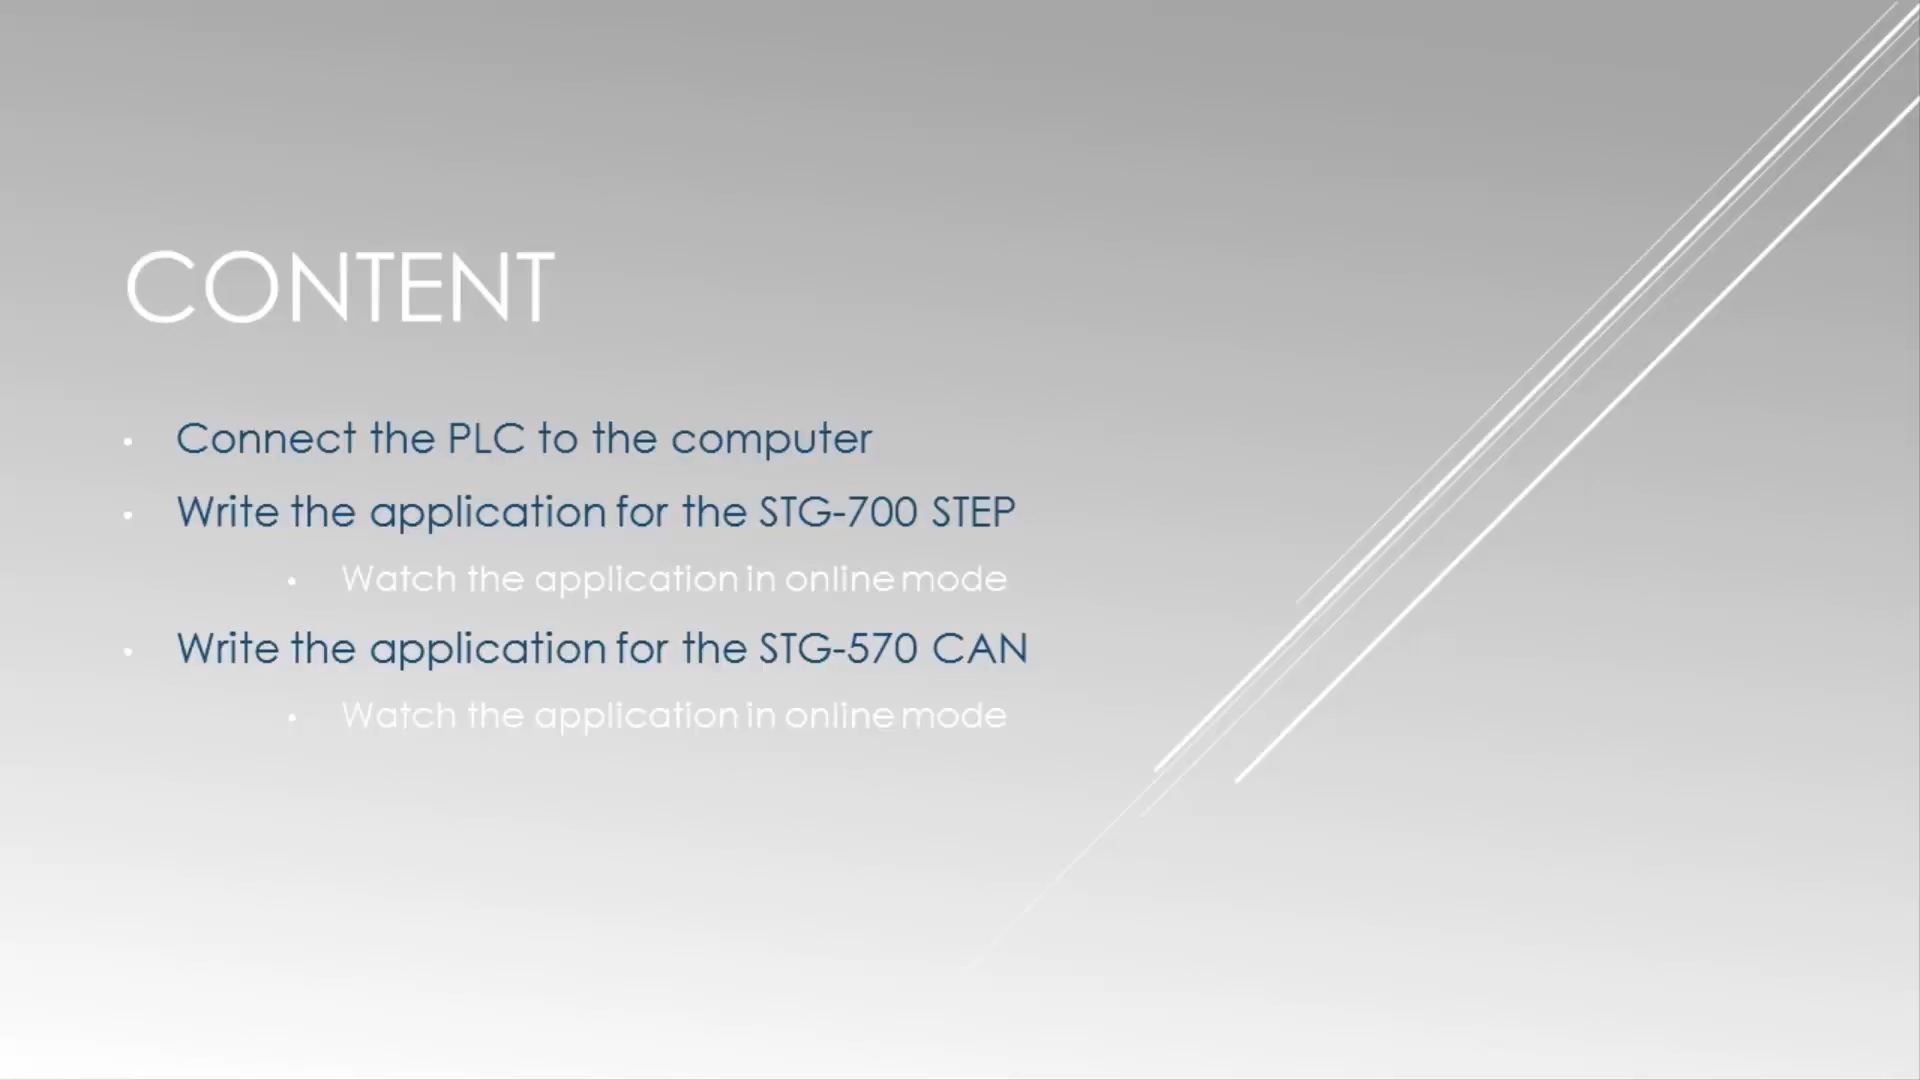 CONTENT
• Connect the PLC to the computer
• Write the application for the STG-700 STEP
• Watch the application in online mode
• Write the application for the STG-570 CAN
• Watch the application in online mode